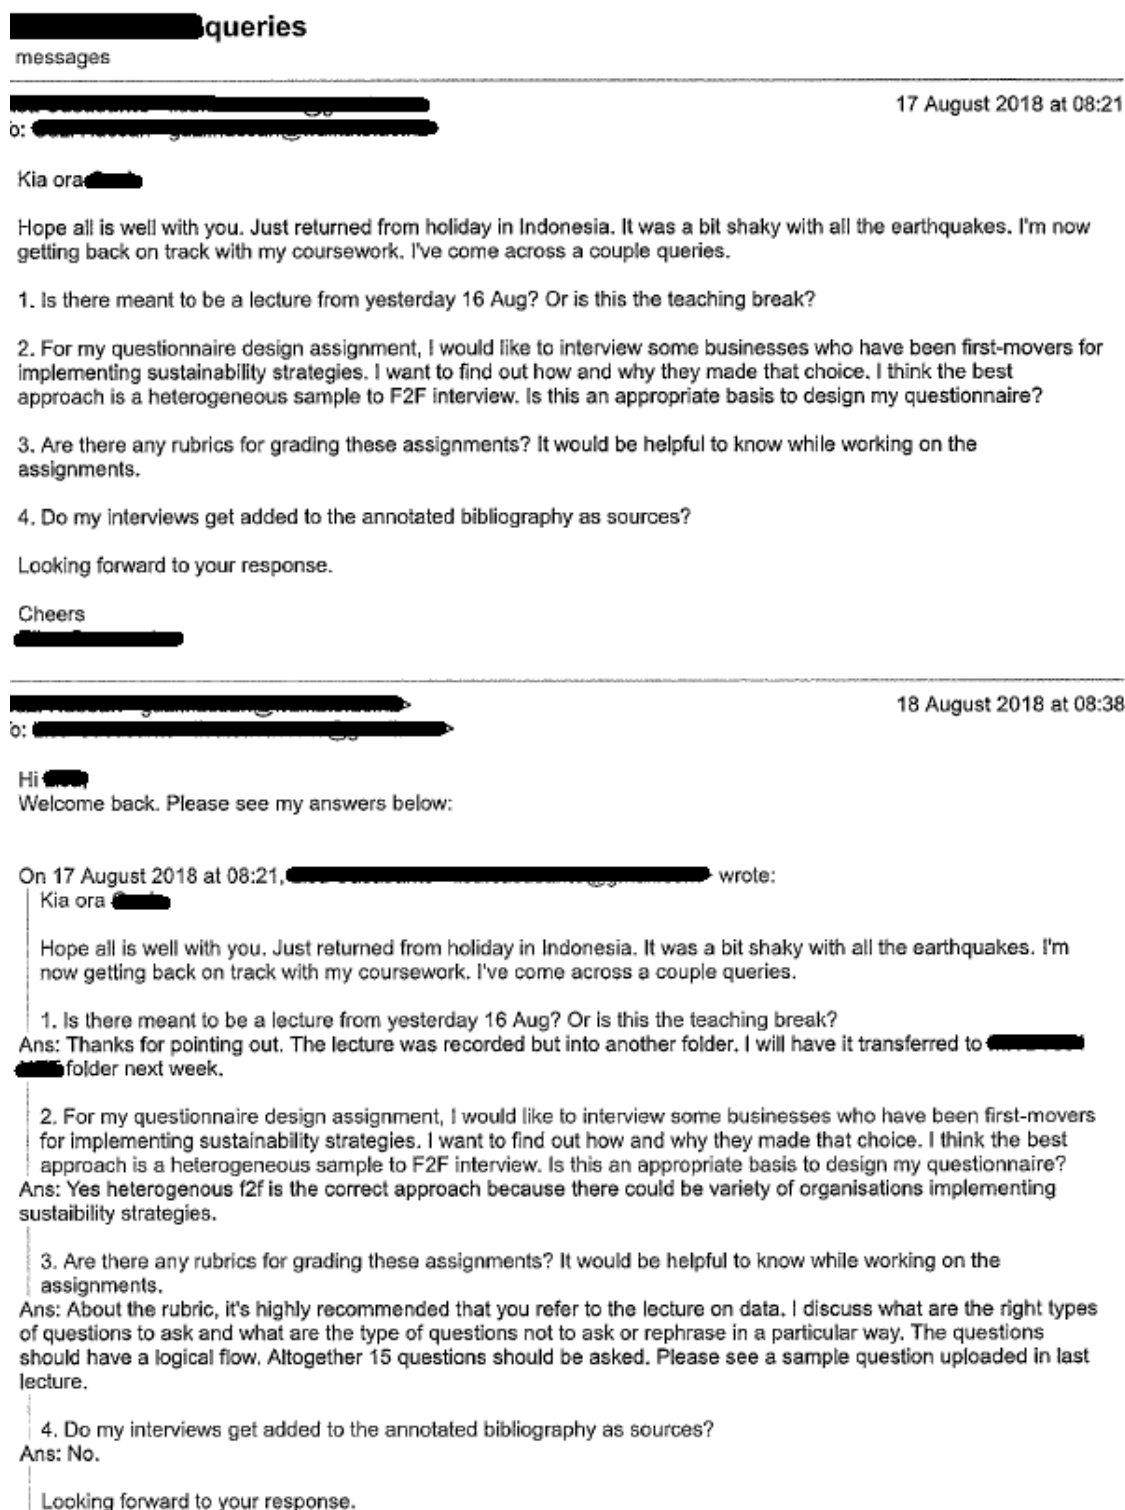 queries
messages
17 August 2018 at 08:21
o:
Kia ora
Hope all is well with you. Just returned from holiday in Indonesia. It was a bit shaky with all the earthquakes. I'm now
getting back on track with my coursework. I've come across a couple queries.
1. Is there meant to be a lecture from yesterday 16 Aug? Or is this the teaching break?
2. For my questionnaire design assignment, I would like to interview some businesses who have been first-movers for
implementing sustainability strategies. I want to find out how and why they made that choice. I think the best
approach is a heterogeneous sample to F2F interview. Is this an appropriate basis to design my questionnaire?
3. Are there any rubrics for grading these assignments? It would be helpful to know while working on the
assignments.
4. Do my interviews get added to the annotated bibliography as sources?
Looking forward to your response.
Cheers
18 August 2018 at 08:38
o:
Hi
Welcome back. Please see my answers below:
On 17 August 2018 at 08:21, wrote:
Kia ora
Hope all is well with you. Just returned from holiday in Indonesia. It was a bit shaky with all the earthquakes. I'm
now getting back on track with my coursework. I've come across a couple queries.
1. Is there meant to be a lecture from yesterday 16 Aug? Or is this the teaching break?
Ans: Thanks for pointing out. The lecture was recorded but into another folder. I will have it transferred to
folder next week.
2. For my questionnaire design assignment, I would like to interview some businesses who have been first-movers
for implementing sustainability strategies. I want to find out how and why they made that choice. I think the best
approach is a heterogeneous sample to F2F interview. Is this an appropriate basis to design my questionnaire?
Ans: Yes heterogenous f2f is the correct approach because there could be variety of organisations implementing
sustaibility strategies.
3. Are there any rubrics for grading these assignments? It would be helpful to know while working on the
assignments.
Ans: About the rubric, it's highly recommended that you refer to the lecture on data. I discuss what are the right types
of questions to ask and what are the type of questions not to ask or rephrase in a particular way. The questions
should have a logical flow. Altogether 15 questions should be asked. Please see a sample question uploaded in last
lecture.
4. Do my interviews get added to the annotated bibliography as sources?
Ans: No.
Looking forward to your response.